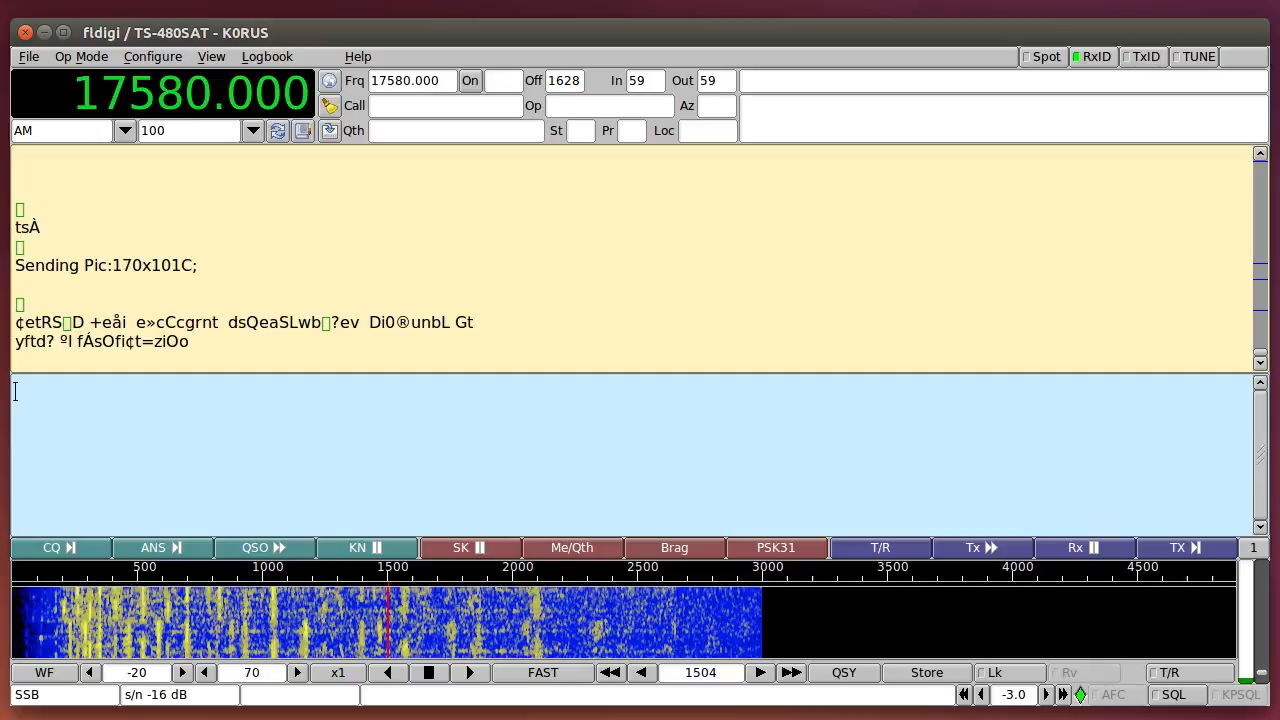 fldigi / TS-480SAT - K0RUS
File Op Mode Configure View Logbook Help Spot RxID TxID TUNE
17580.000 Frq 17580.000 On Off 1628 In 59 Out 59
Call Op Az
AM 100 Qth St Pr Loc
tsÀ
Sending Pic:170x101C;
¢etRS▯D +eåi e»cCcgrnt dsQeaSLwb▯?ev Di0®unbL Gt
yftd? ºl fÁsOfi¢t=ziOo
CQ ANS QSO KN SK Me/Qth Brag PSK31 T/R Tx Rx TX 1
500 1000 1500 2000 2500 3000 3500 4000 4500
WF -20 70 x1 FAST 1504 QSY Store Lk Rv T/R
SSB s/n -16 dB -3.0 AFC SQL KPSQL